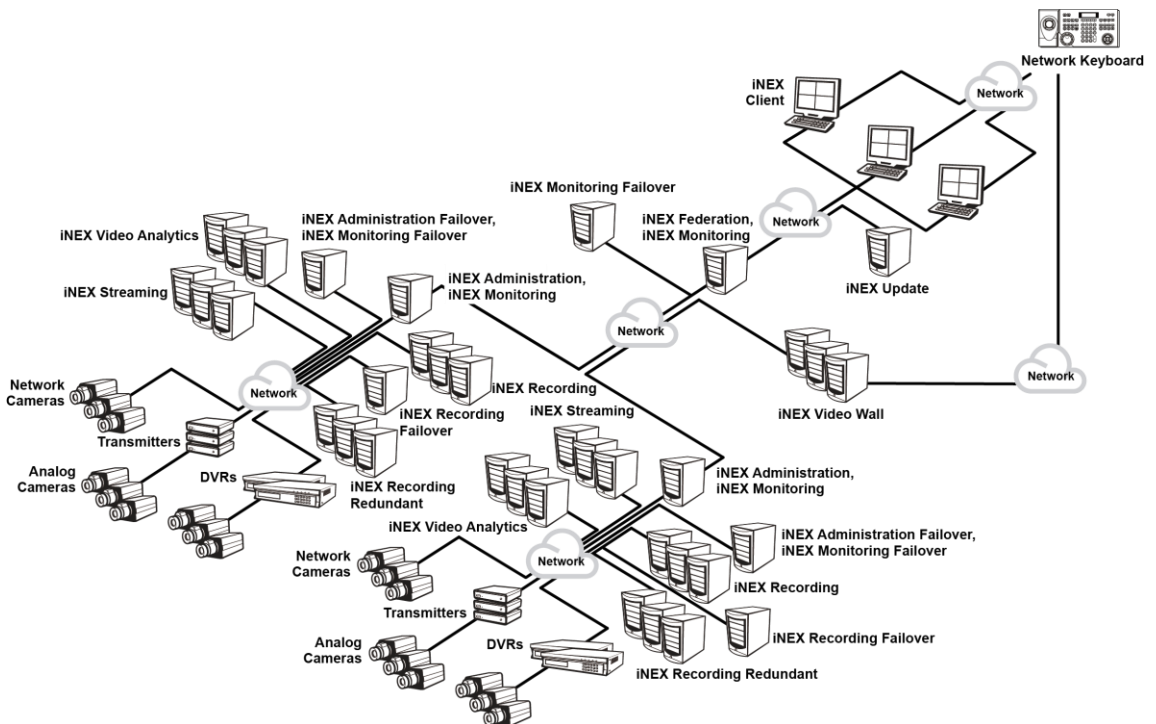 Network Keyboard
iNEX
Client
Network
iNEX Monitoring Failover
iNEX Federation,
iNEX Monitoring
Network
iNEX Update
iNEX Administration Failover,
iNEX Monitoring Failover
iNEX Video Analytics
iNEX Streaming
iNEX Administration,
iNEX Monitoring
Network
Network
iNEX Video Wall
Network
Cameras
Network
iNEX Recording
iNEX Recording
Failover
Transmitters
Analog
Cameras
DVRs
iNEX Recording
Redundant
iNEX Streaming
iNEX Administration,
iNEX Monitoring
iNEX Video Analytics
Network
iNEX Administration Failover,
iNEX Monitoring Failover
Network
Cameras
iNEX Recording
Transmitters
iNEX Recording Failover
Analog
Cameras
DVRs
iNEX Recording Redundant